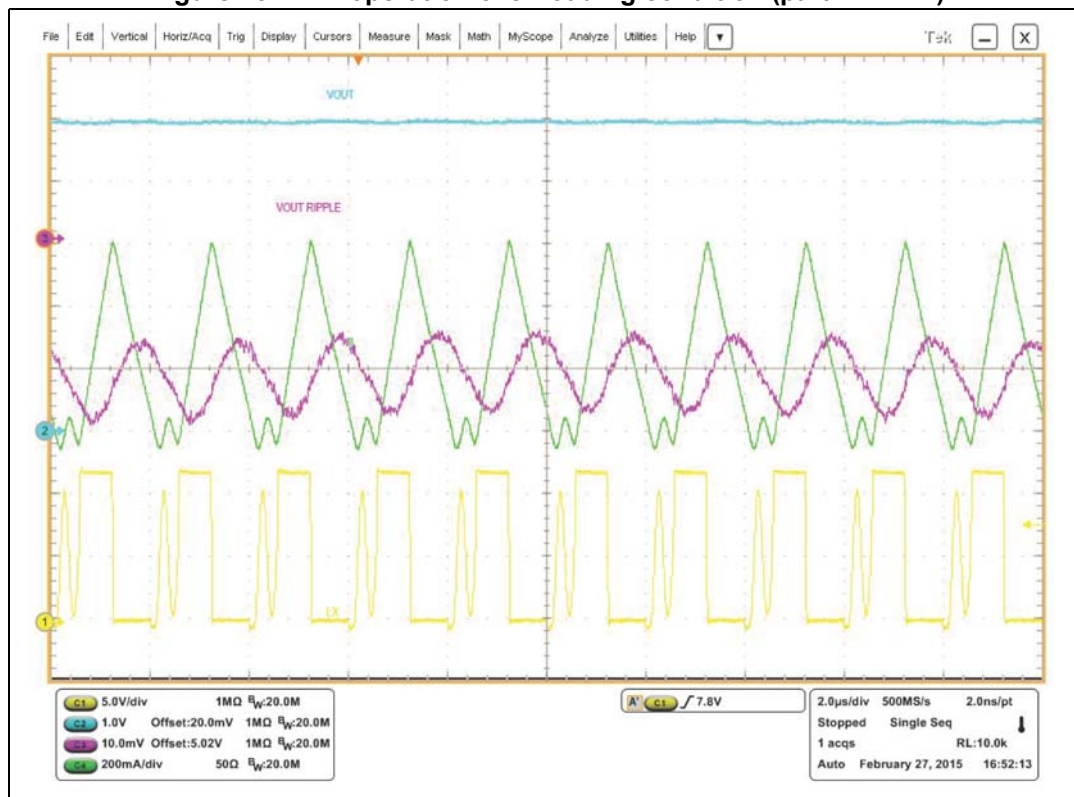 File Edit Vertical Horiz/Acq Trig Display Cursors Measure Mask Math MyScope Analyze Utilities Help ▼ Tek – X
VOUT
VOUT RIPPLE
3
2
LX
1
C1 5.0V/div 1MΩ BW:20.0M
C2 1.0V Offset:20.0mV 1MΩ BW:20.0M
C3 10.0mV Offset:5.02V 1MΩ BW:20.0M
C4 200mA/div 50Ω BW:20.0M
A' C1 7.8V
2.0µs/div 500MS/s 2.0ns/pt
Stopped Single Seq
1 acqs RL:10.0k
Auto February 27, 2015 16:52:13